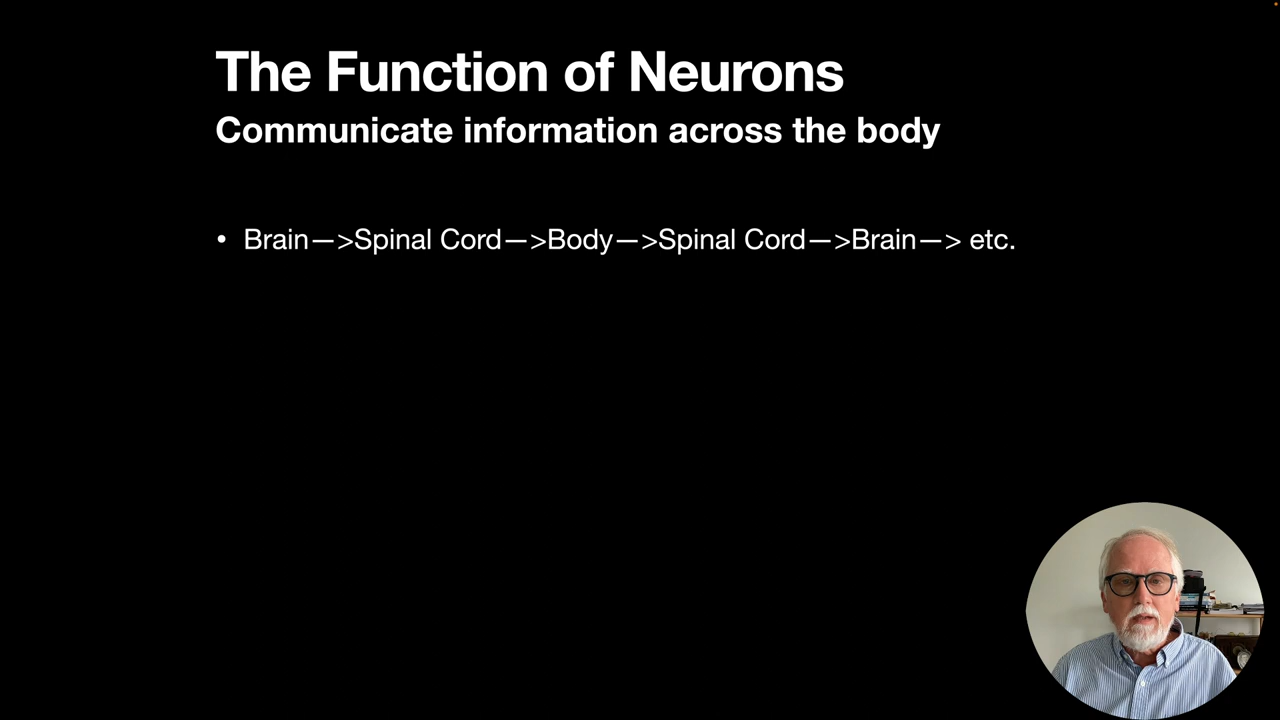 The Function of Neurons
Communicate information across the body
• Brain—>Spinal Cord—>Body—>Spinal Cord—>Brain—> etc.